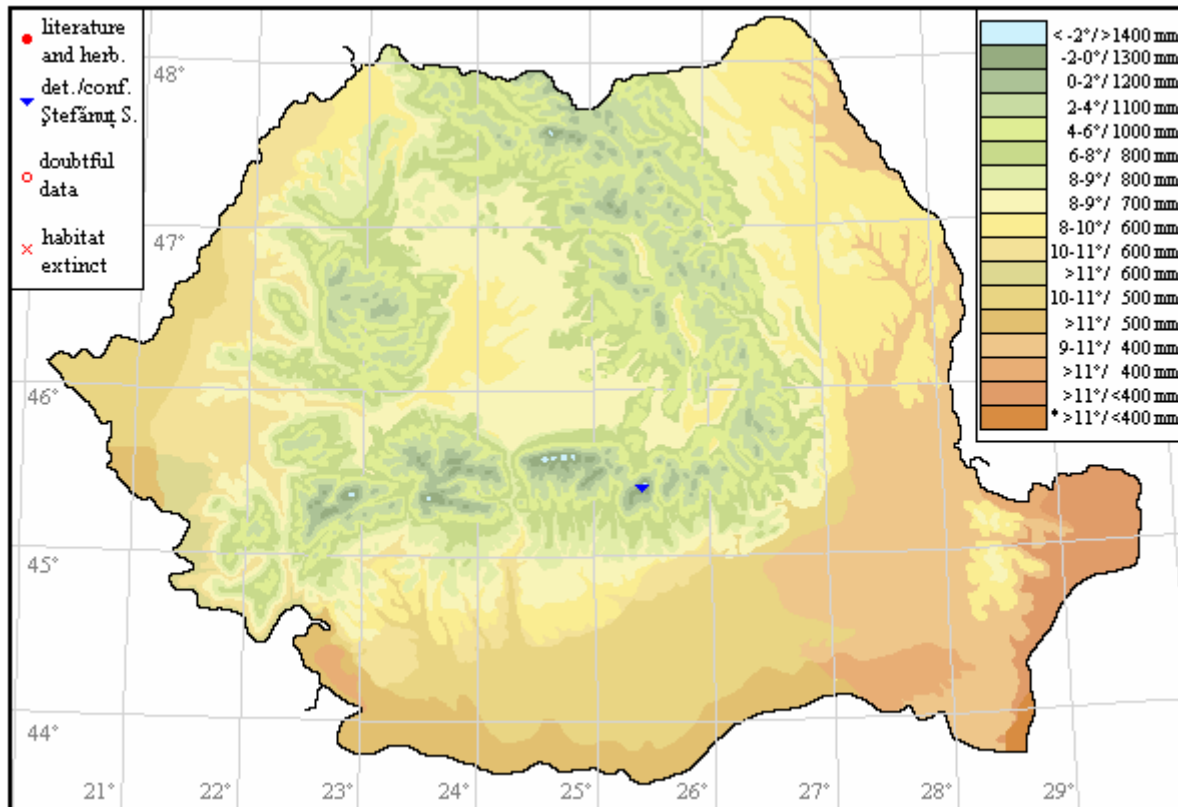 literature
and herb.
det./conf.
Ștefănuț S.
doubtful
data
habitat
extinct
< -2°/>1400 mm
-2-0°/ 1300 mm
0-2°/ 1200 mm
2-4°/ 1100 mm
4-6°/ 1000 mm
6-8°/ 800 mm
8-9°/ 800 mm
8-9°/ 700 mm
8-10°/ 600 mm
10-11°/ 600 mm
>11°/ 600 mm
10-11°/ 500 mm
>11°/ 500 mm
9-11°/ 400 mm
>11°/ 400 mm
>11°/<400 mm
* >11°/<400 mm
48°
47°
46°
45°
44°
21° 22° 23° 24° 25° 26° 27° 28° 29°